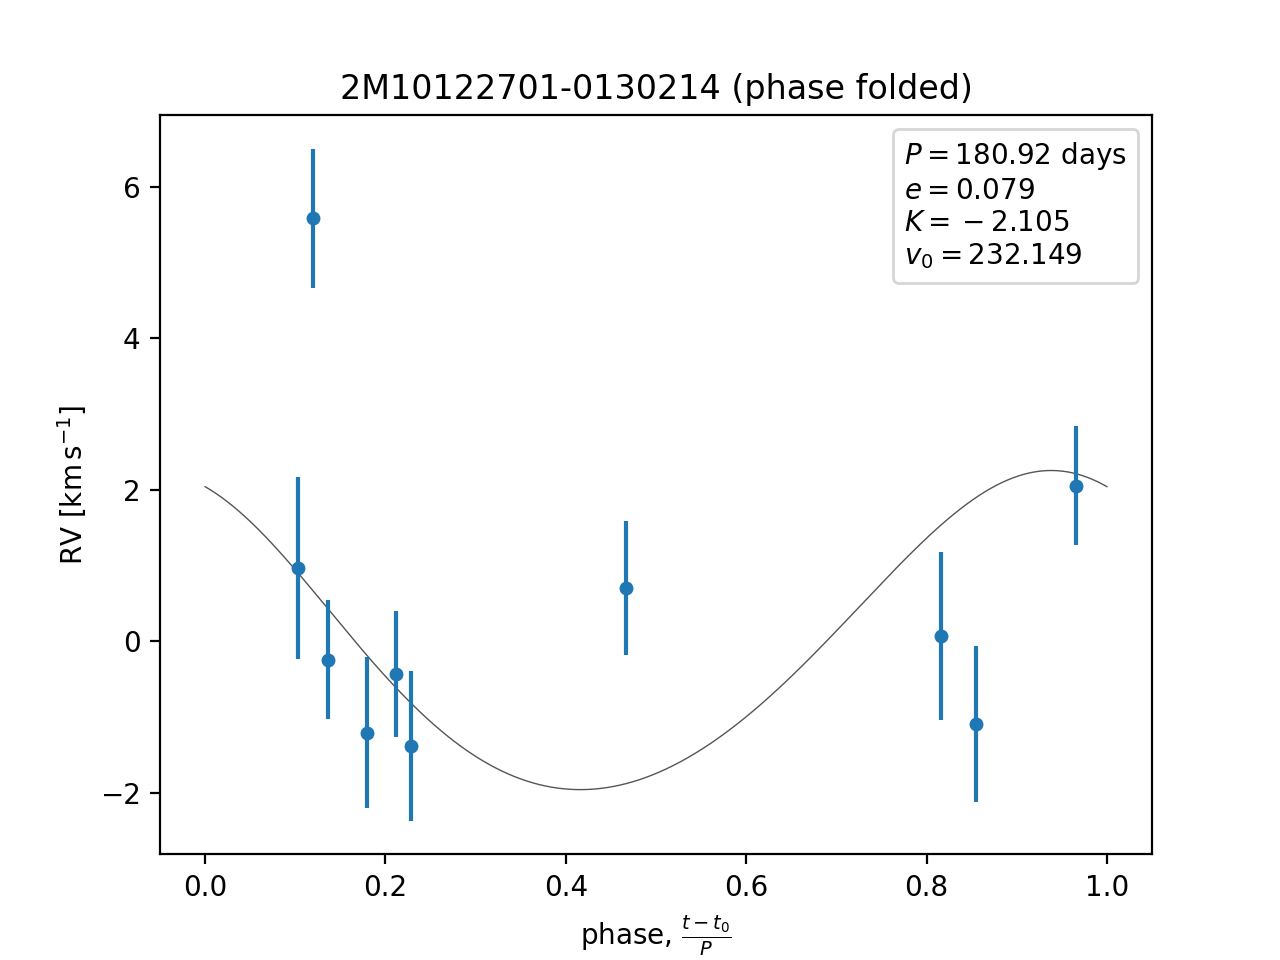 2M10122701-0130214 (phase folded)
P = 180.92 days
e = 0.079
K = −2.105
v₀ = 232.149
RV [km s⁻¹]
6
4
2
0
−2
0.0 0.2 0.4 0.6 0.8 1.0
phase, (t − t₀)/P